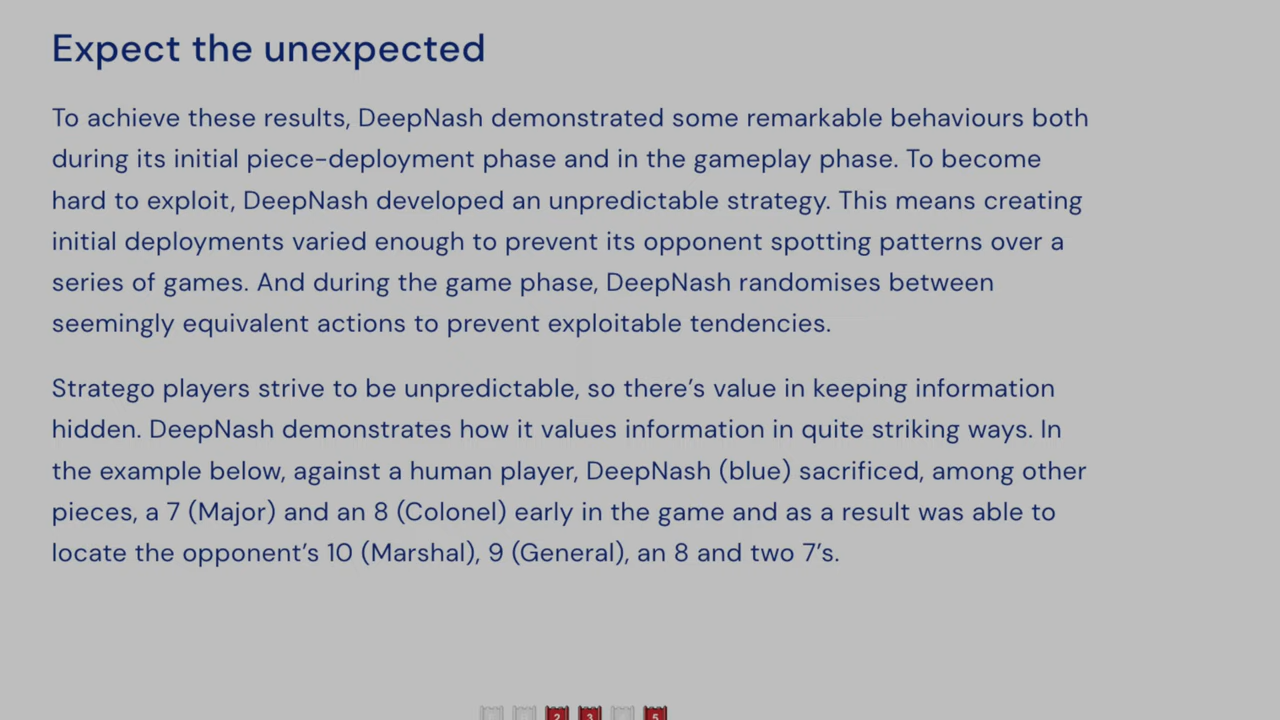 Expect the unexpected
To achieve these results, DeepNash demonstrated some remarkable behaviours both
during its initial piece-deployment phase and in the gameplay phase. To become
hard to exploit, DeepNash developed an unpredictable strategy. This means creating
initial deployments varied enough to prevent its opponent spotting patterns over a
series of games. And during the game phase, DeepNash randomises between
seemingly equivalent actions to prevent exploitable tendencies.
Stratego players strive to be unpredictable, so there’s value in keeping information
hidden. DeepNash demonstrates how it values information in quite striking ways. In
the example below, against a human player, DeepNash (blue) sacrificed, among other
pieces, a 7 (Major) and an 8 (Colonel) early in the game and as a result was able to
locate the opponent’s 10 (Marshal), 9 (General), an 8 and two 7’s.
2 3 5